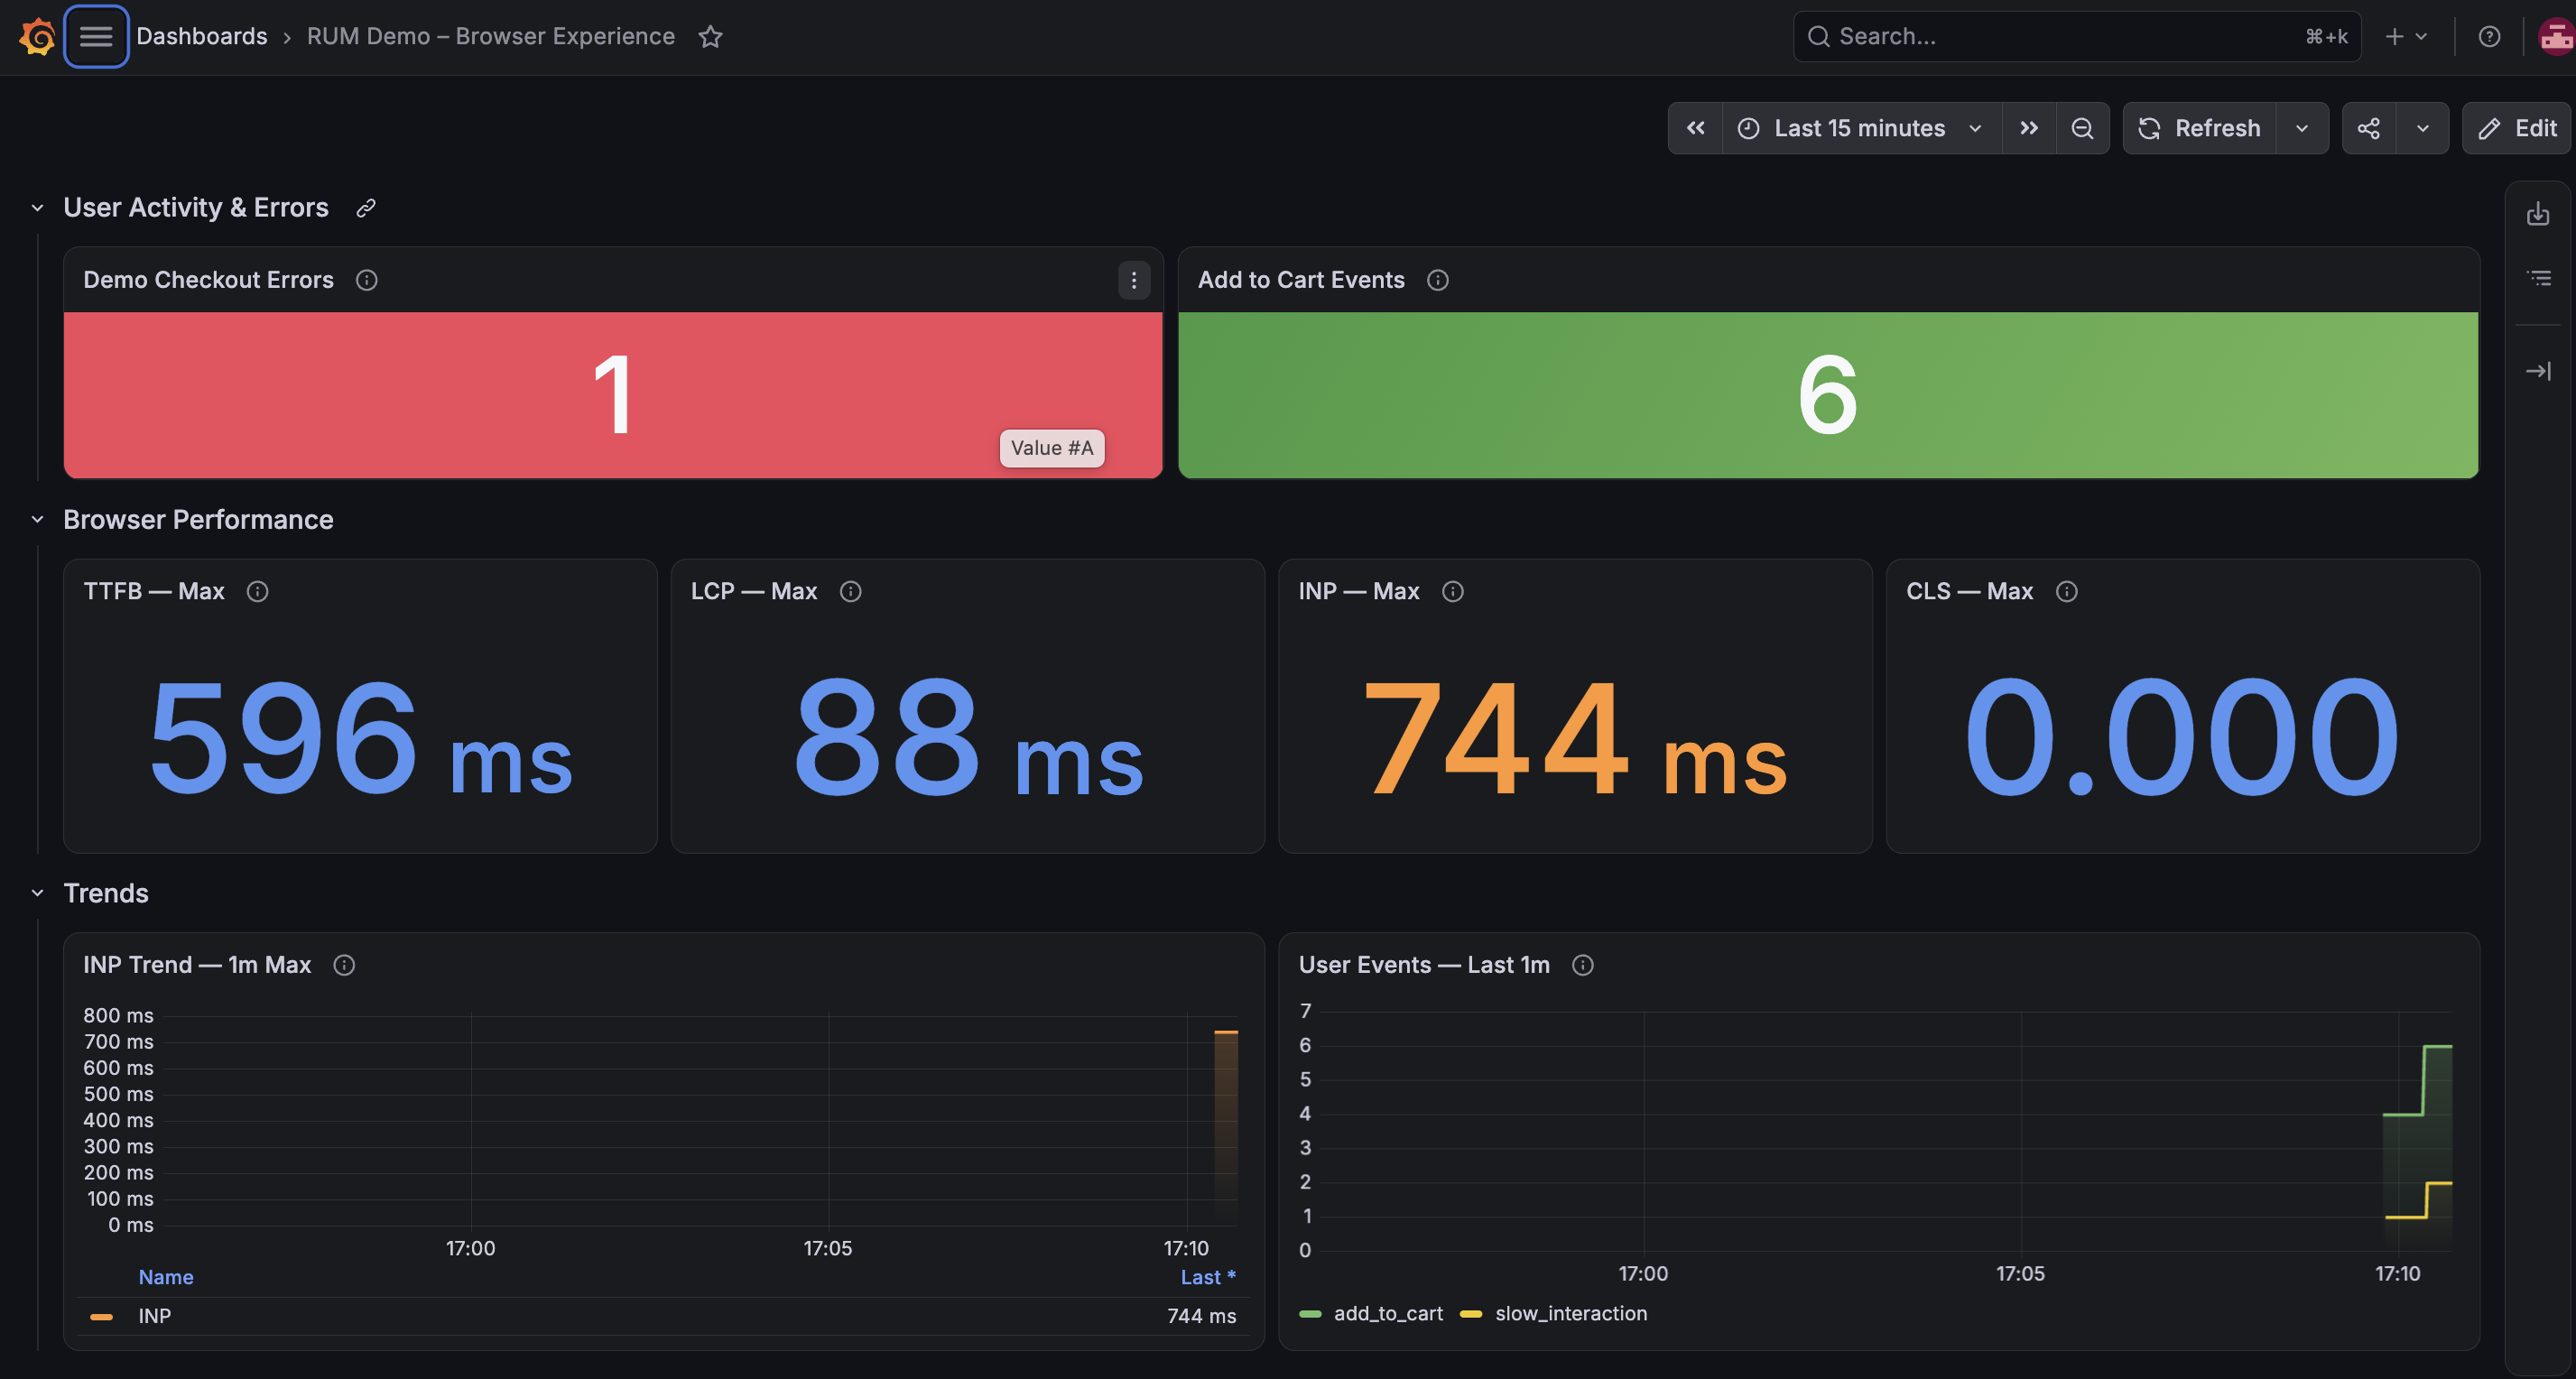 Dashboards › RUM Demo – Browser Experience
Search... ⌘+k
Last 15 minutes Refresh Edit
User Activity & Errors
Demo Checkout Errors
Add to Cart Events
1
Value #A
6
Browser Performance
TTFB — Max
LCP — Max
INP — Max
CLS — Max
596 ms
88 ms
744 ms
0.000
Trends
INP Trend — 1m Max
800 ms
700 ms
600 ms
500 ms
400 ms
300 ms
200 ms
100 ms
0 ms
17:00 17:05 17:10
Name Last *
INP 744 ms
User Events — Last 1m
7
6
5
4
3
2
1
0
17:00 17:05 17:10
add_to_cart slow_interaction